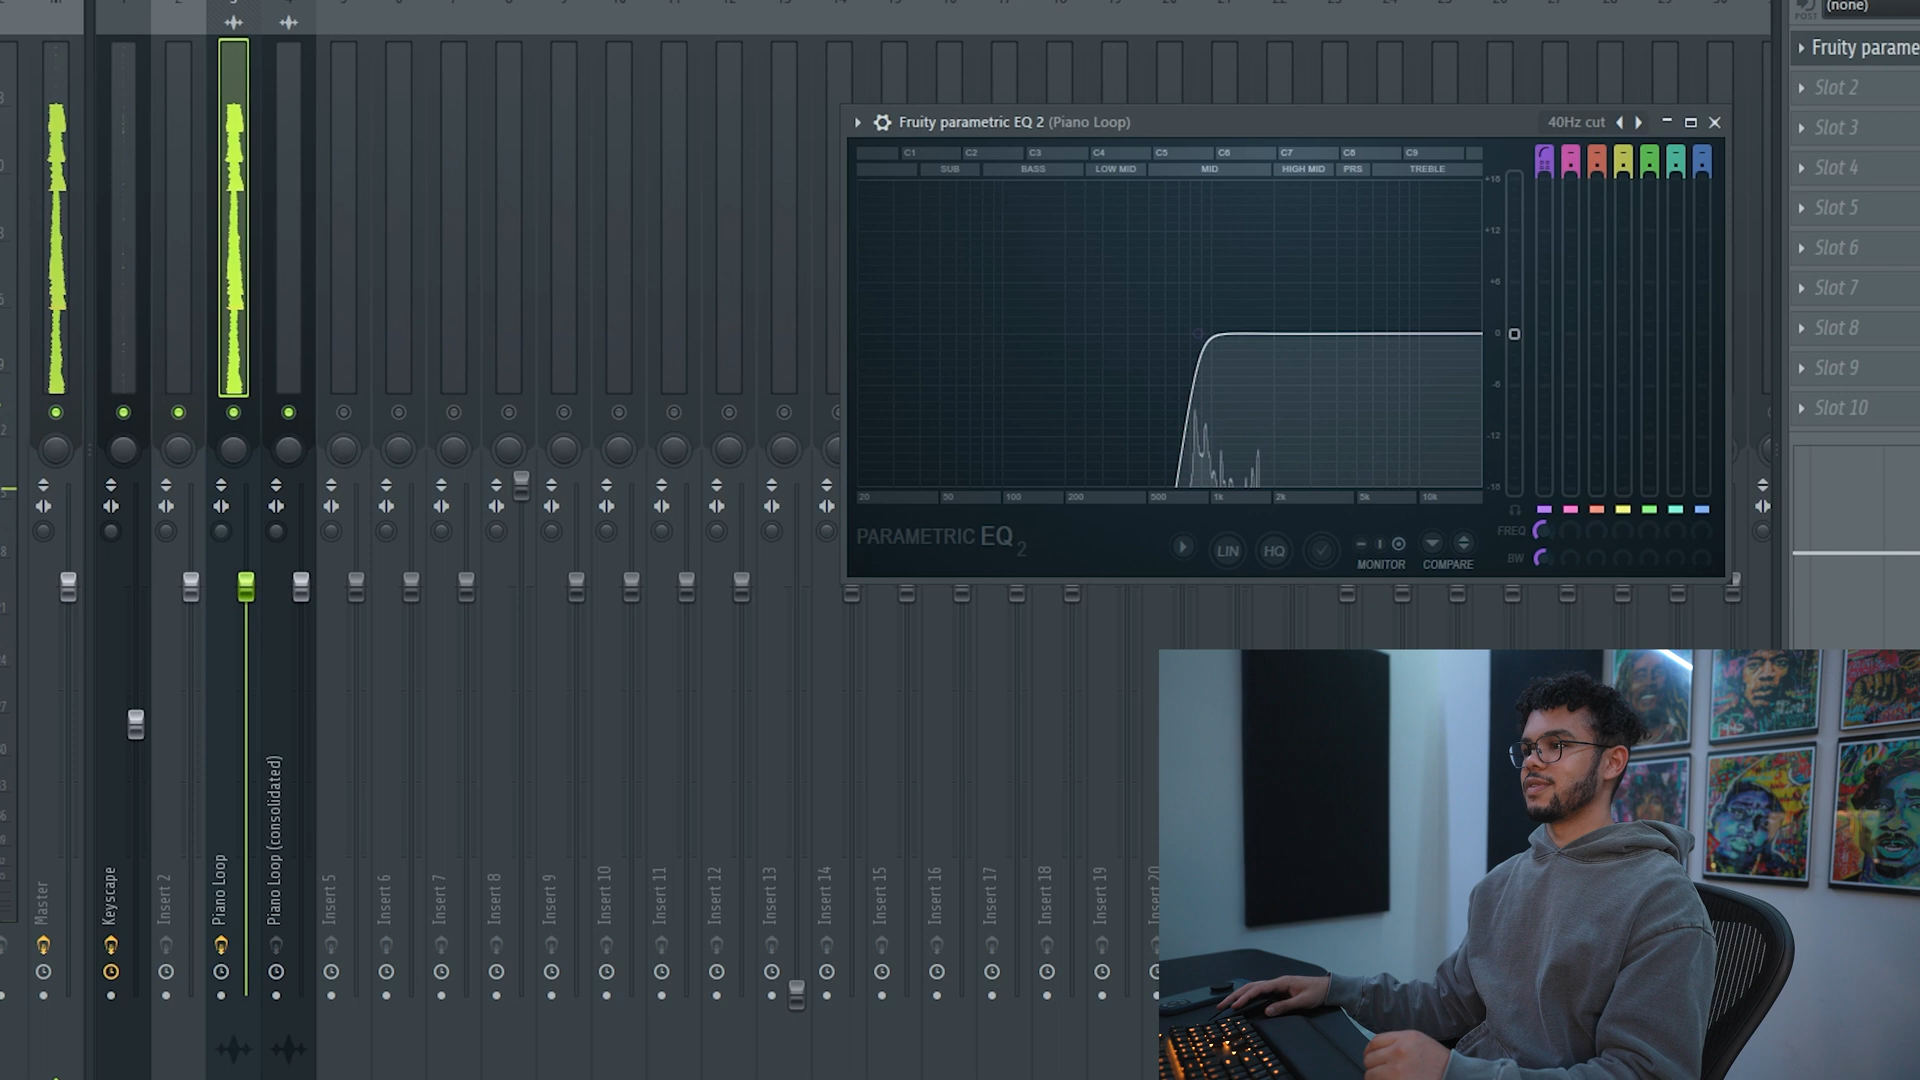 (none)
POST
Fruity parame
Slot 2
Slot 3
Slot 4
Slot 5
Slot 6
Slot 7
Slot 8
Slot 9
Slot 10
Fruity parametric EQ 2 (Piano Loop)
40Hz cut
C1 C2 C3 C4 C5 C6 C7 C8 C9
SUB BASS LOW MID MID HIGH MID PRS TREBLE
+18
+12
+6
0
-6
-12
-18
20 50 100 200 500 1k 2k 5k 10k
PARAMETRIC EQ 2
LIN HQ
MONITOR COMPARE
FREQ
BW
Master
Keyscape
Insert 2
Piano Loop
Piano Loop (consolidated)
Insert 5
Insert 6
Insert 7
Insert 8
Insert 9
Insert 10
Insert 11
Insert 12
Insert 13
Insert 14
Insert 15
Insert 16
Insert 17
Insert 18
Insert 19